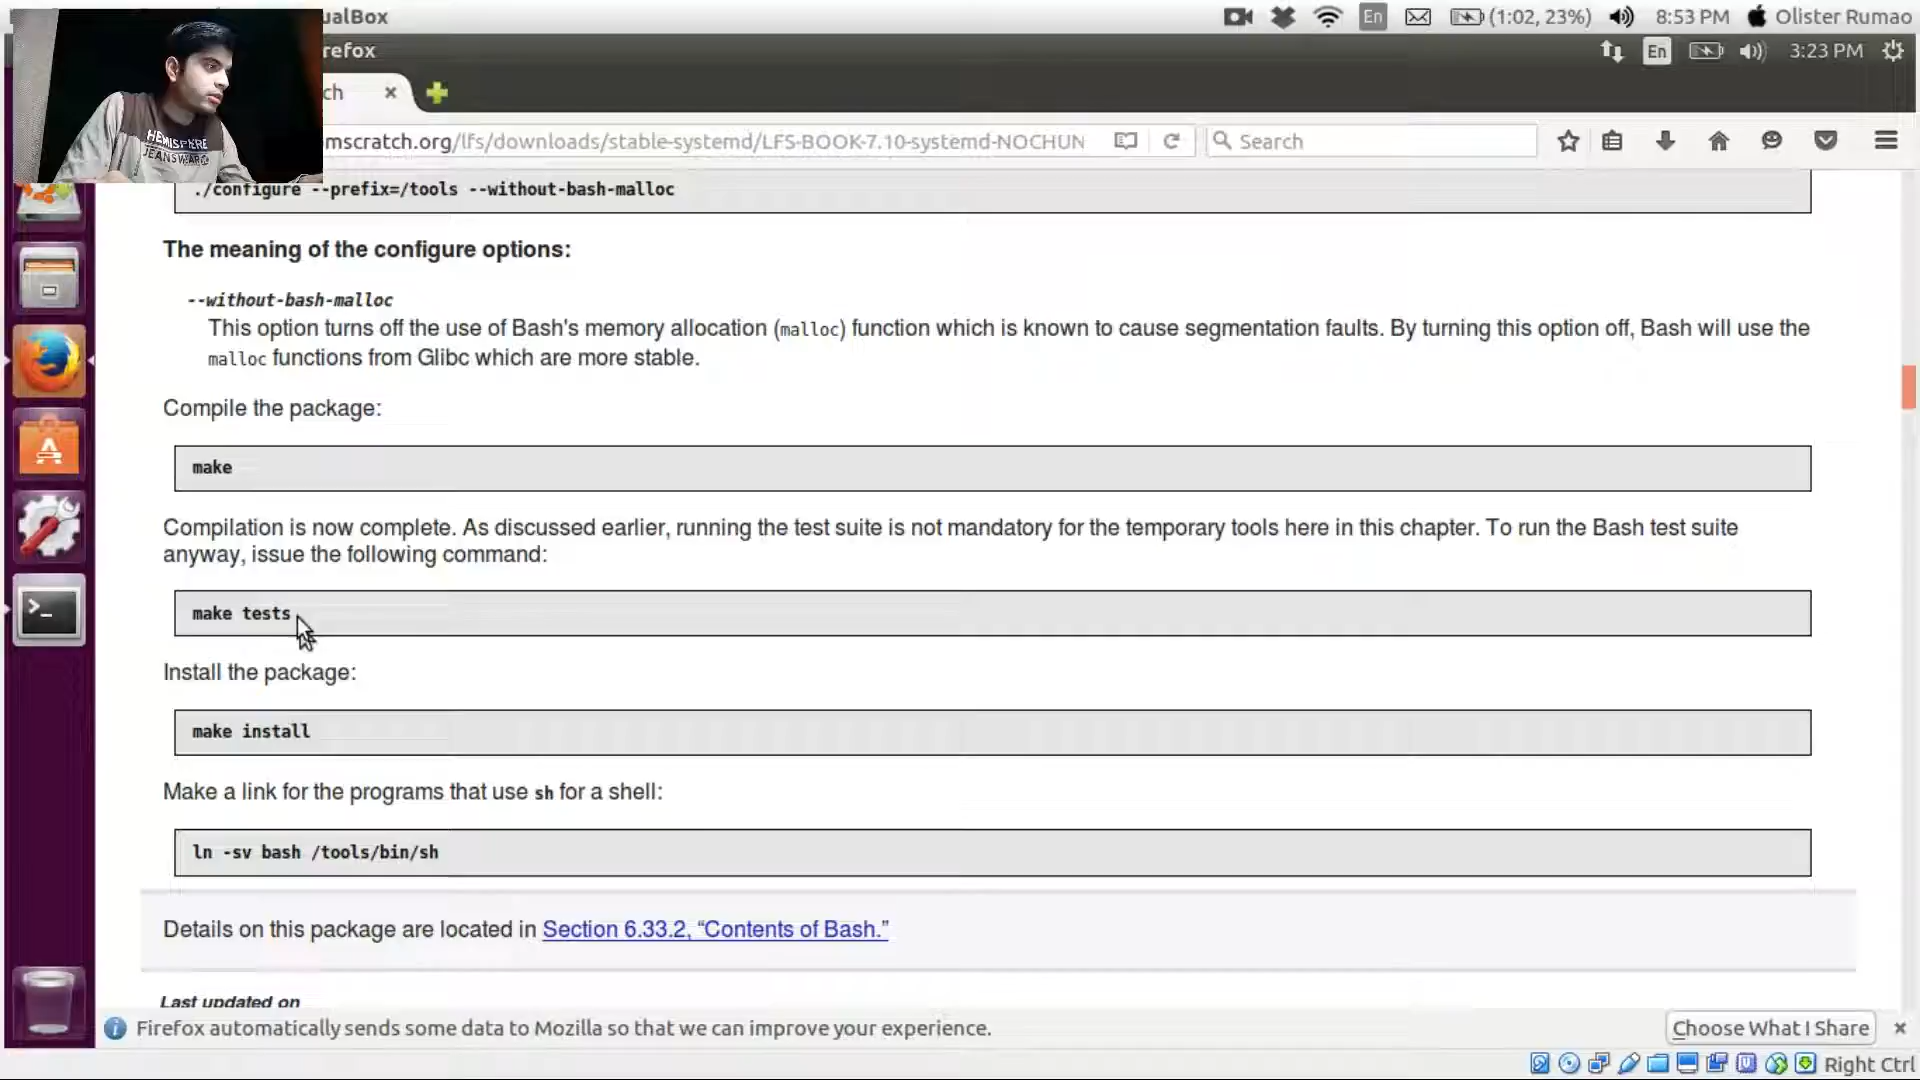 ualBox
En
(1:02, 23%)
8:53 PM
Olister Rumao
refox
En
3:23 PM
ch
mscratch.org/lfs/downloads/stable-systemd/LFS-BOOK-7.10-systemd-NOCHUN
Search
HEMISPHERE
JEANSWEAR
./configure --prefix=/tools --without-bash-malloc
The meaning of the configure options:
--without-bash-malloc
This option turns off the use of Bash's memory allocation (malloc) function which is known to cause segmentation faults. By turning this option off, Bash will use the
malloc functions from Glibc which are more stable.
Compile the package:
make
Compilation is now complete. As discussed earlier, running the test suite is not mandatory for the temporary tools here in this chapter. To run the Bash test suite
anyway, issue the following command:
make tests
Install the package:
make install
Make a link for the programs that use sh for a shell:
ln -sv bash /tools/bin/sh
Details on this package are located in Section 6.33.2, “Contents of Bash.”
Last updated on
Firefox automatically sends some data to Mozilla so that we can improve your experience.
Choose What I Share
Right Ctrl